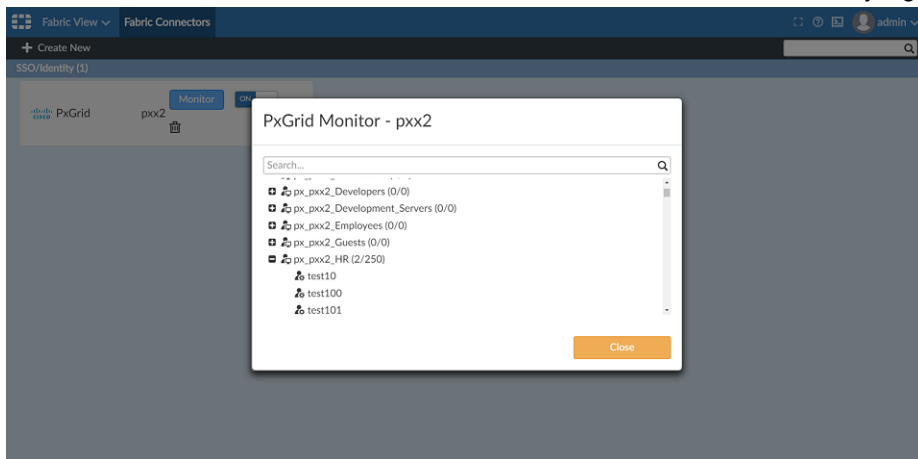 Fabric View Fabric Connectors admin
Create New
SSO/Identity (1)
CISCO PxGrid pxx2 Monitor ON
PxGrid Monitor - pxx2
Search...
px_pxx2_Developers (0/0)
px_pxx2_Development_Servers (0/0)
px_pxx2_Employees (0/0)
px_pxx2_Guests (0/0)
px_pxx2_HR (2/250)
test10
test100
test101
Close